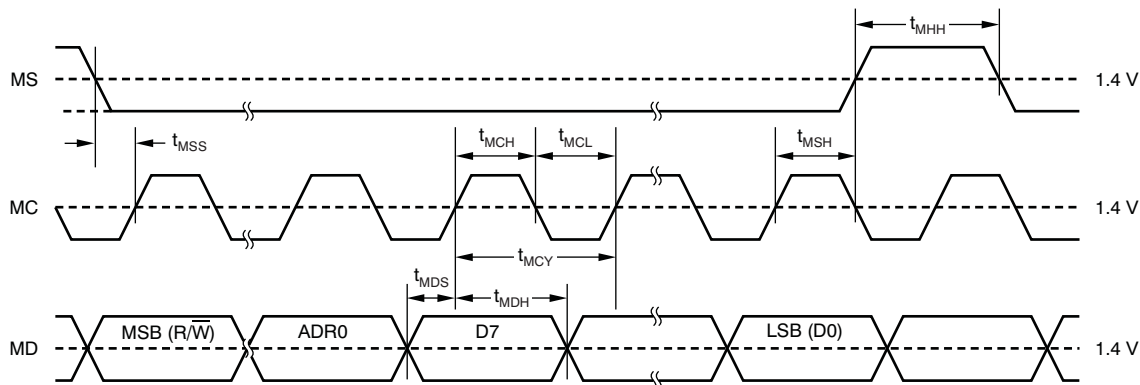 tMHH
MS
1.4 V
tMSS
tMCH
tMCL
tMSH
MC
1.4 V
tMCY
tMDS
tMDH
MD
MSB (R/W̅)
ADR0
D7
LSB (D0)
1.4 V